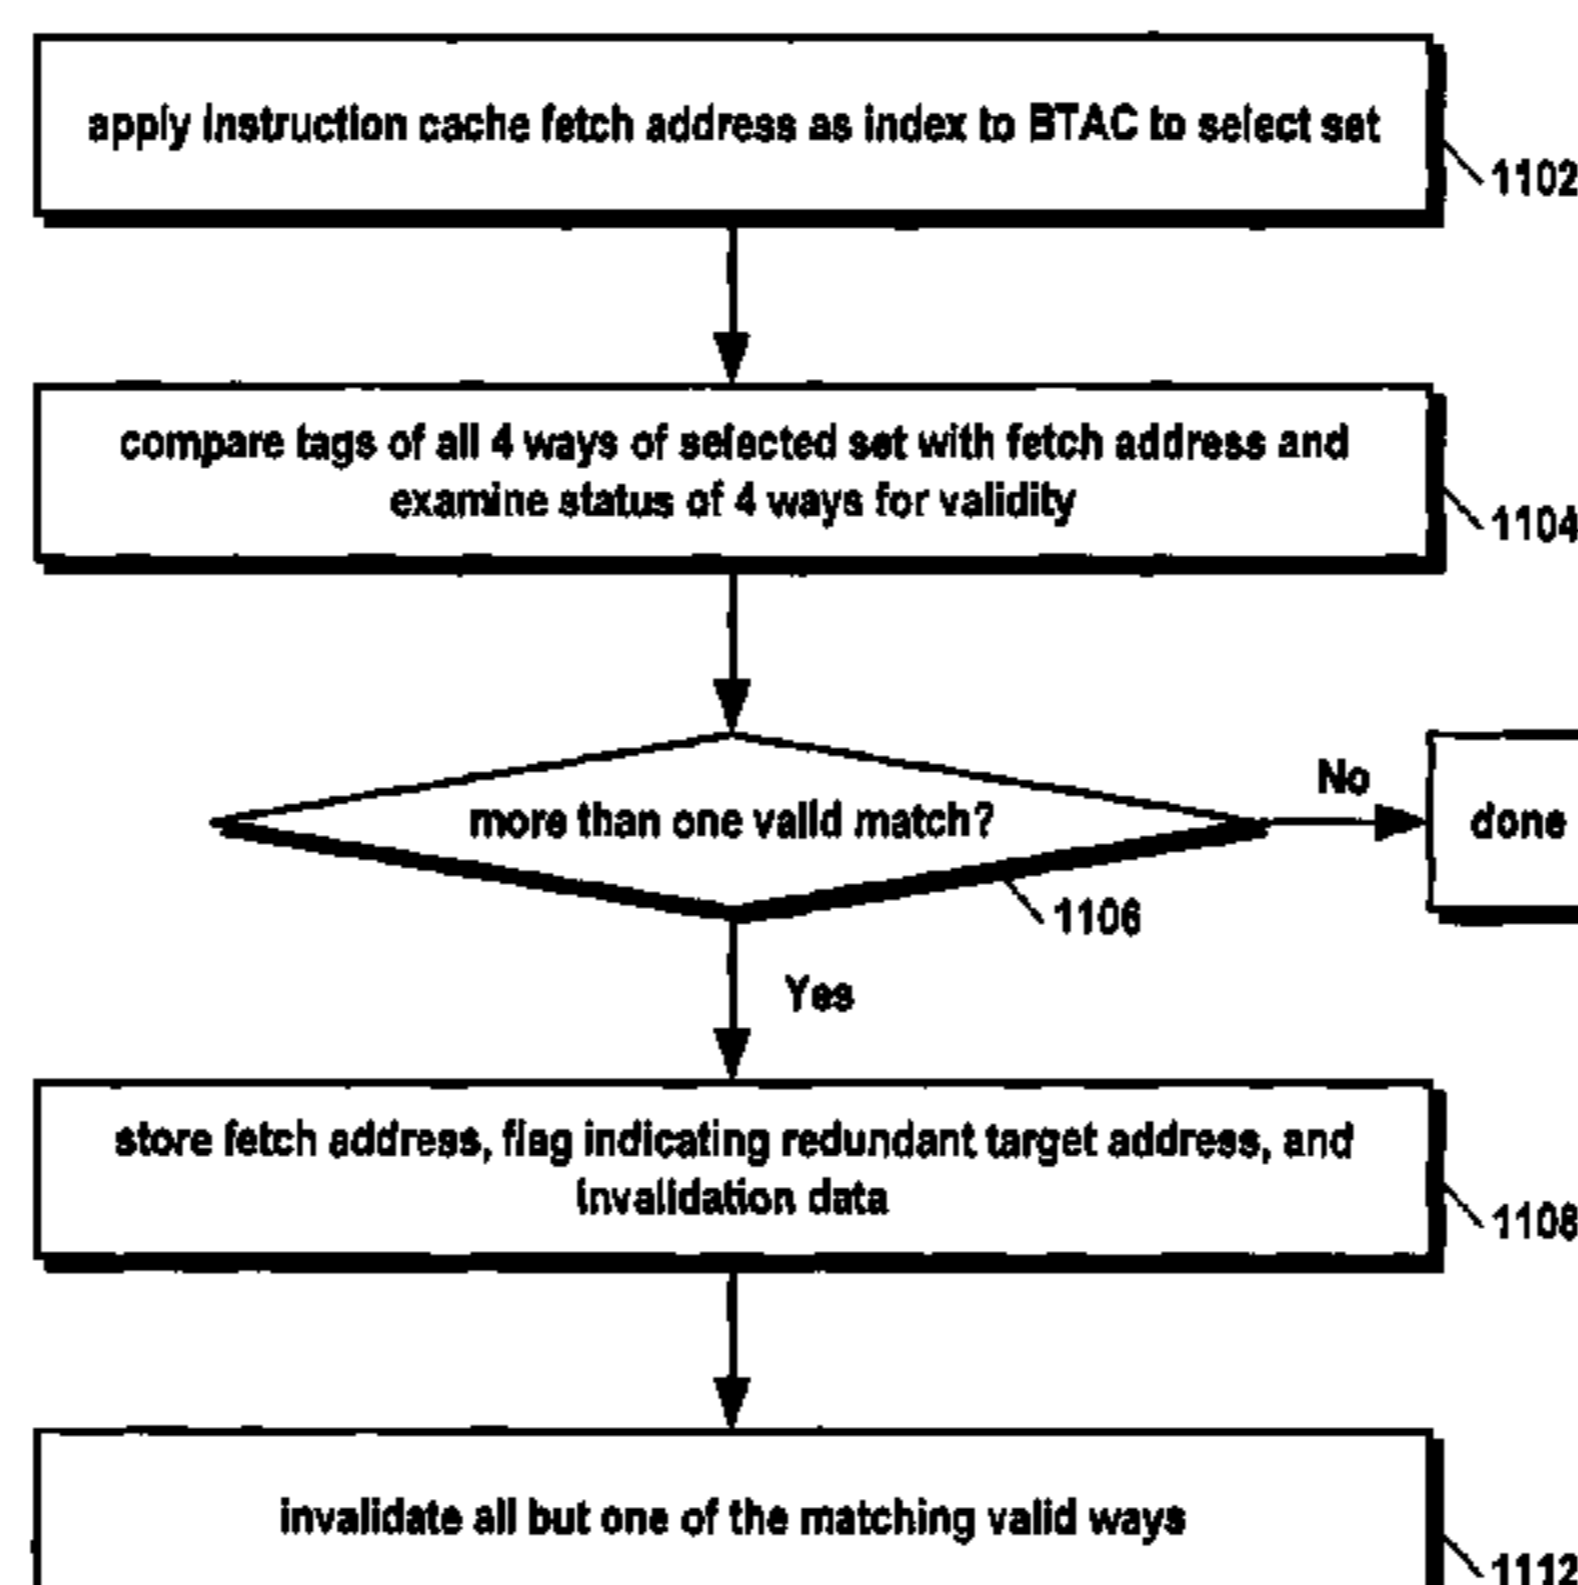 apply instruction cache fetch address as index to BTAC to select set
1102
compare tags of all 4 ways of selected set with fetch address and
examine status of 4 ways for validity
1104
more than one valid match?
No
done
1106
Yes
store fetch address, flag indicating redundant target address, and
invalidation data
1108
invalidate all but one of the matching valid ways
1112